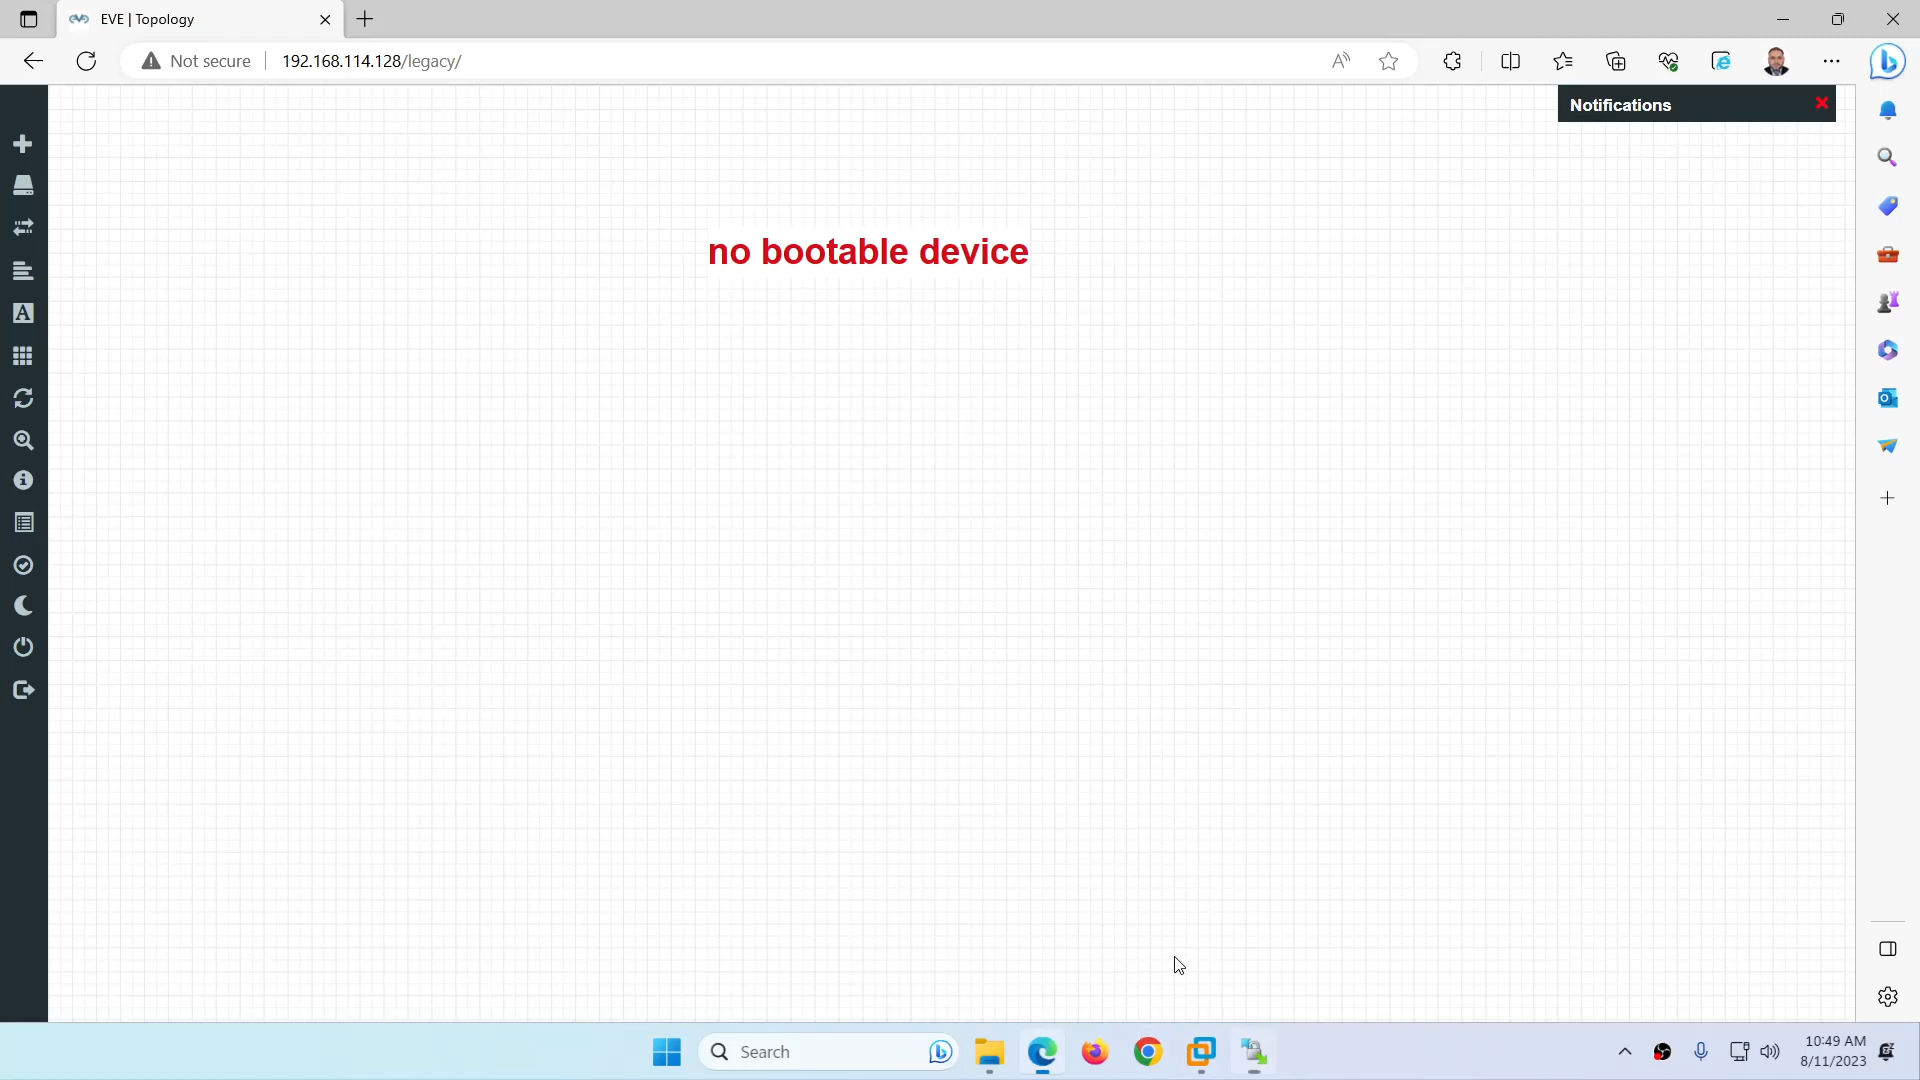 EVE | Topology
Not secure
192.168.114.128/legacy/
Notifications
no bootable device
Search
10:49 AM
8/11/2023